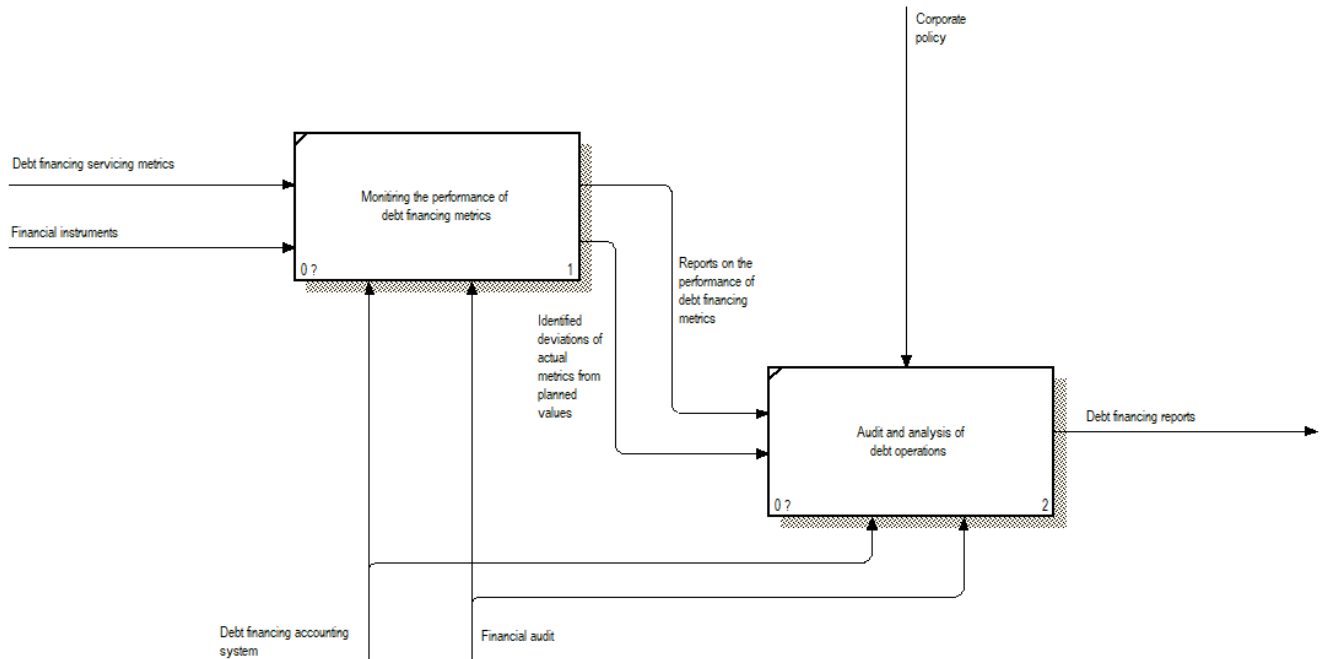 Corporate
policy
Debt financing servicing metrics
Monitiring the performance of
debt financing metrics
Financial instruments
0 ?
1
Reports on the
performance of
debt financing
metrics
Identified
deviations of
actual
metrics from
planned
values
Audit and analysis of
debt operations
Debt financing reports
0 ?
2
Debt financing accounting
system
Financial audit